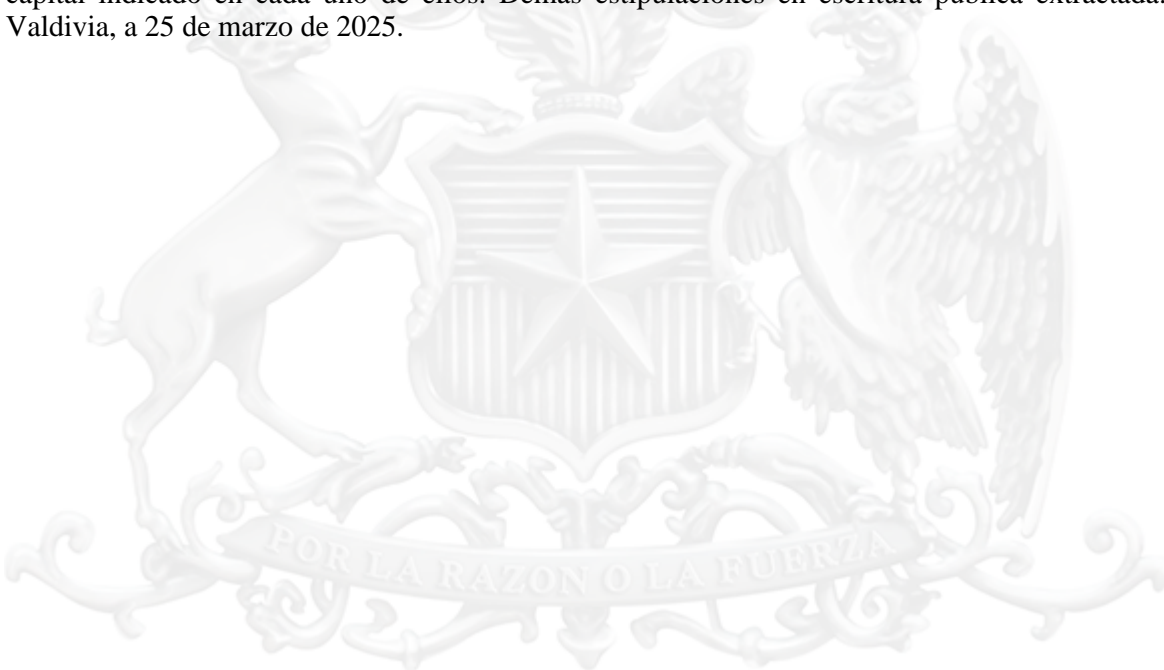 capital indicado en cada uno de ellos. Demás estipulaciones en escritura pública extractada.
Valdivia, a 25 de marzo de 2025.
POR LA RAZON O LA FUERZA